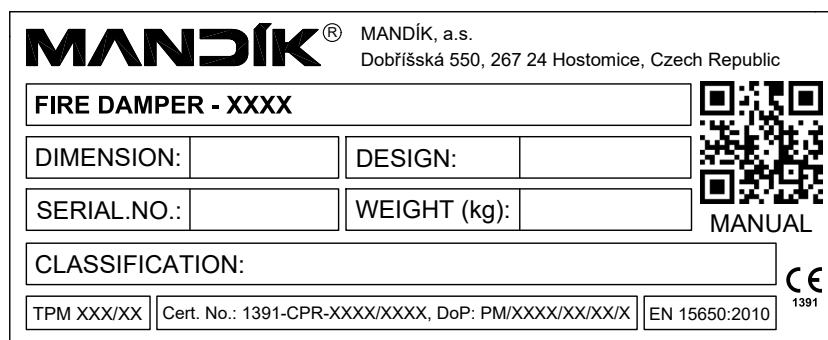 MANDÍK® MANDÍK, a.s.
Dobříšská 550, 267 24 Hostomice, Czech Republic
FIRE DAMPER - XXXX
DIMENSION: DESIGN:
SERIAL.NO.: WEIGHT (kg):
MANUAL
CLASSIFICATION:
CE
1391
TPM XXX/XX Cert. No.: 1391-CPR-XXXX/XXXX, DoP: PM/XXXX/XX/XX/X EN 15650:2010